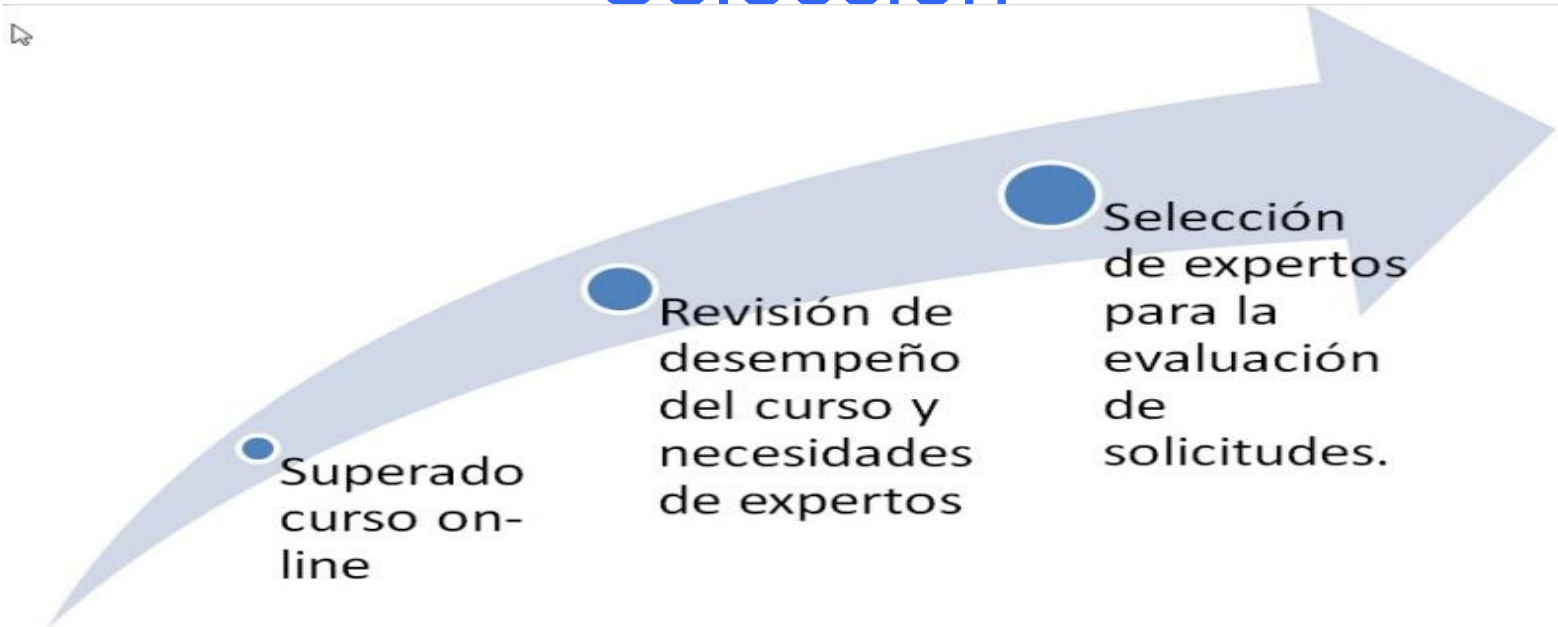 Superado
curso on-
line
Revisión de
desempeño
del curso y
necesidades
de expertos
Selección
de expertos
para la
evaluación
de
solicitudes.